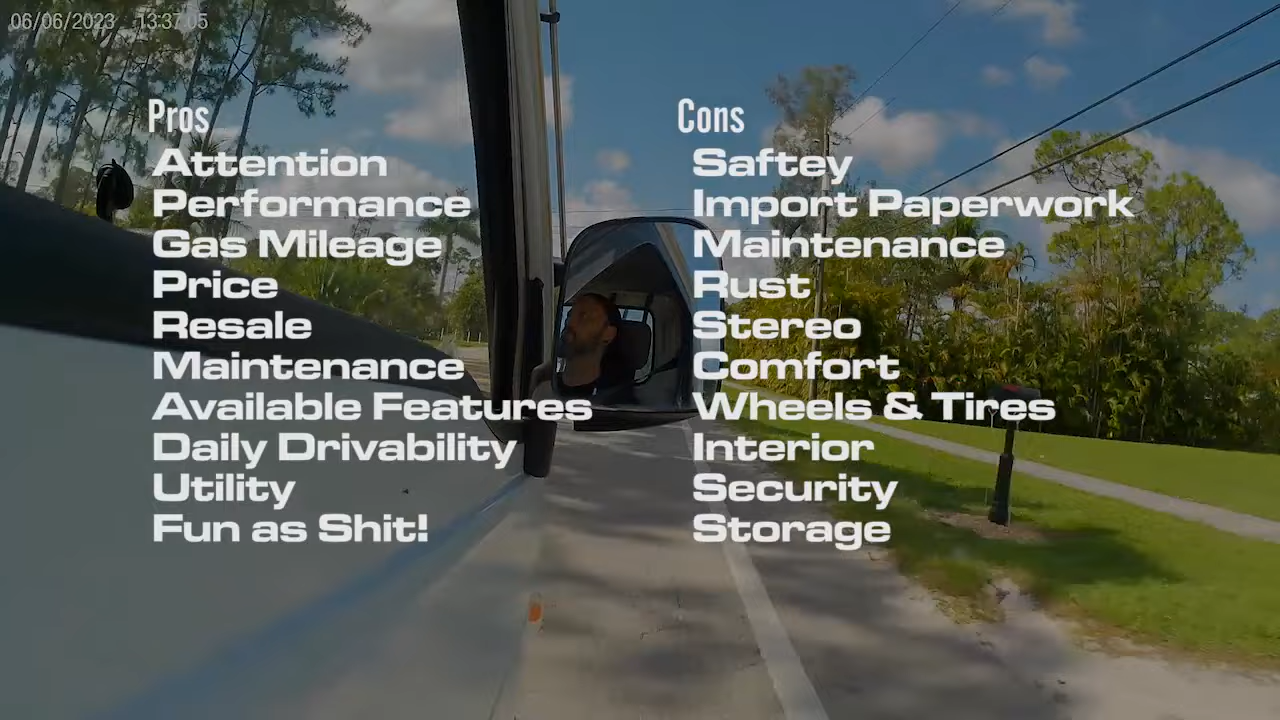 06/06/2023 13:37:05
Pros
Attention
Performance
Gas Mileage
Price
Resale
Maintenance
Available Features
Daily Drivability
Utility
Fun as Shit!
Cons
Saftey
Import Paperwork
Maintenance
Rust
Stereo
Comfort
Wheels & Tires
Interior
Security
Storage